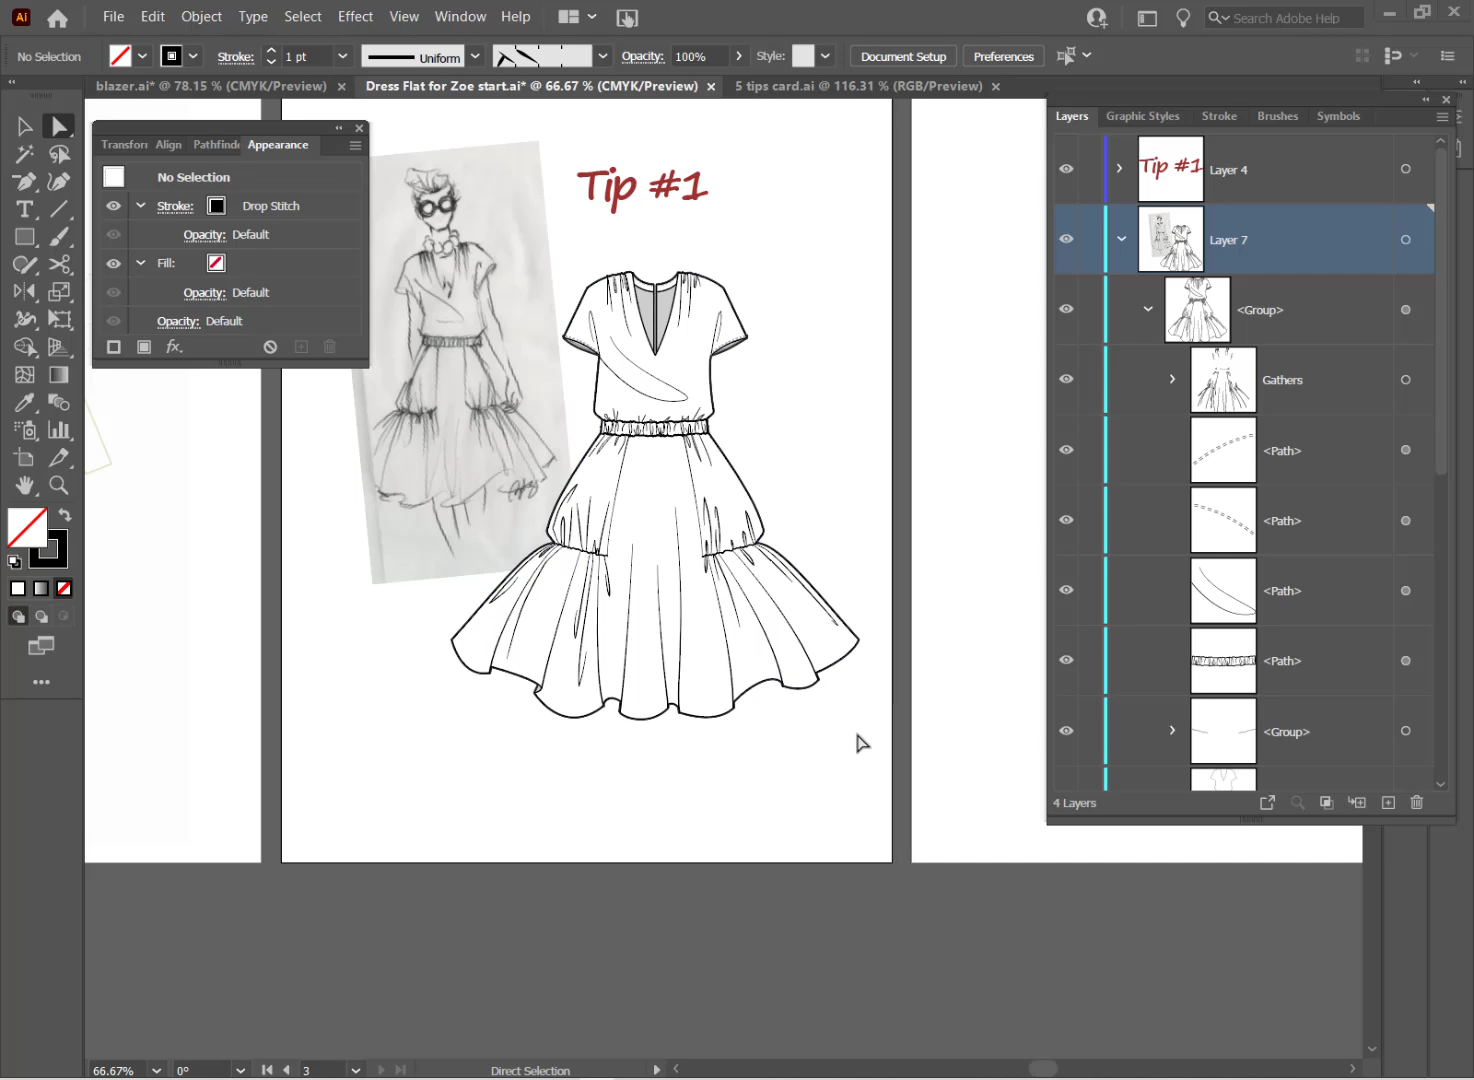 Ai File Edit Object Type Select Effect View Window Help Search Adobe Help
No Selection Stroke: 1 pt Uniform Opacity: 100% Style: Document Setup Preferences
blazer.ai* @ 78.15 % (CMYK/Preview) Dress Flat for Zoe start.ai* @ 66.67 % (CMYK/Preview) 5 tips card.ai @ 116.31 % (RGB/Preview)
Transforr Align Pathfinde Appearance
No Selection
Stroke: Drop Stitch
Opacity: Default
Fill:
Opacity: Default
Opacity: Default
fx
Tip #1
Layers Graphic Styles Stroke Brushes Symbols
Tip #1 Layer 4
Layer 7
<Group>
Gathers
<Path>
<Path>
<Path>
<Path>
<Group>
4 Layers
66.67% 0° 3 Direct Selection